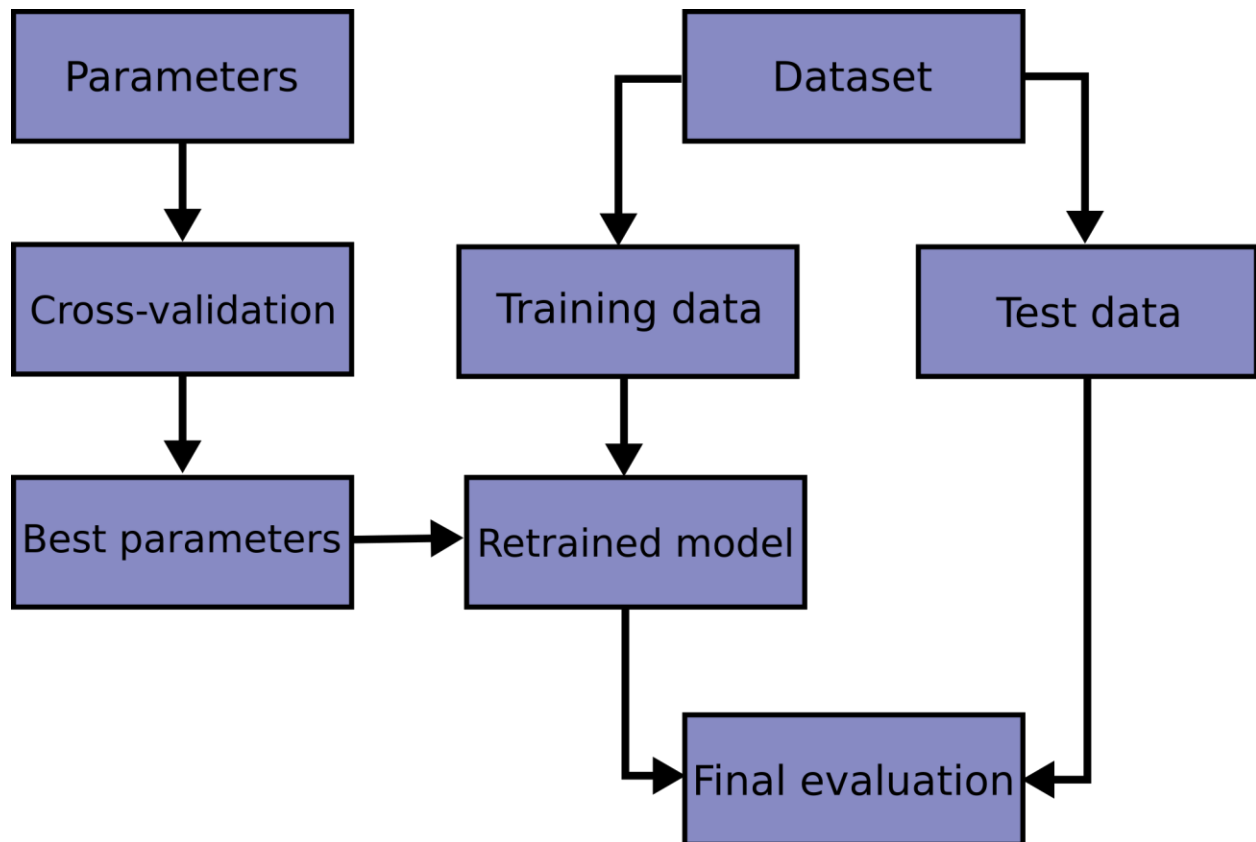 Parameters
Dataset
Cross-validation
Training data
Test data
Best parameters
Retrained model
Final evaluation